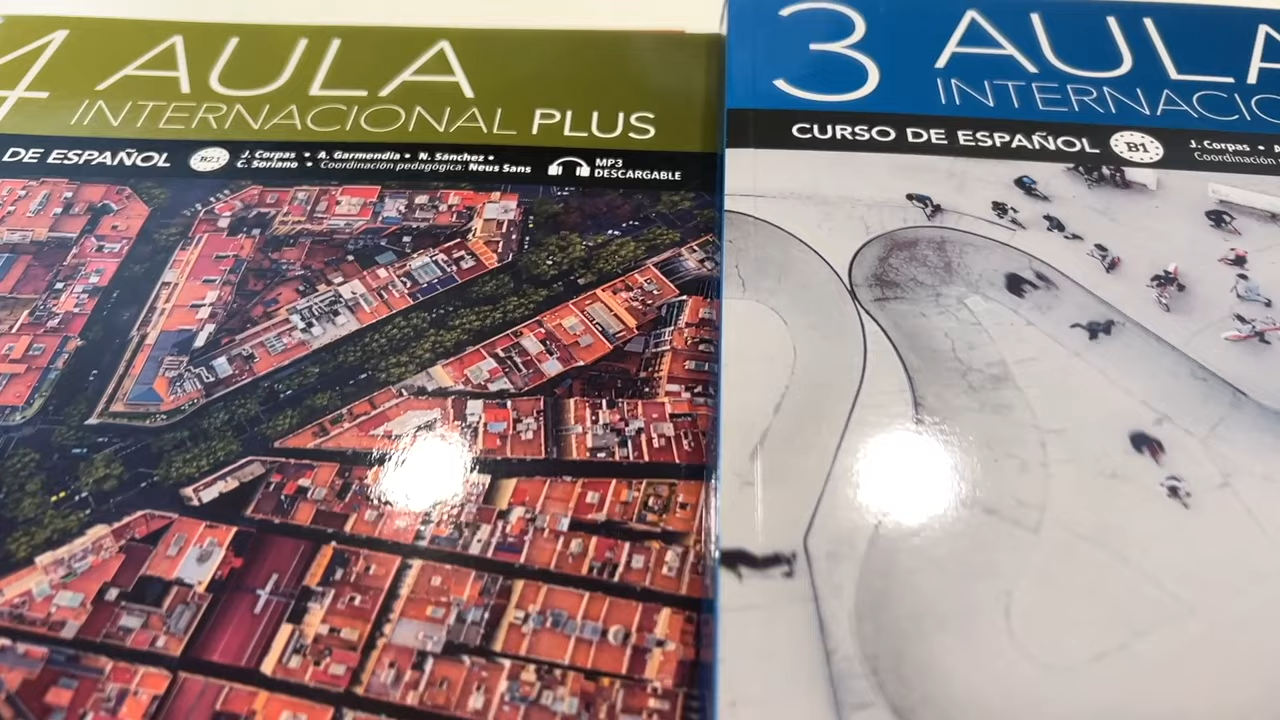 4 AULA
INTERNACIONAL PLUS
DE ESPAÑOL
B2.1
J. Corpas • A. Garmendia • N. Sánchez •
C. Soriano • Coordinación pedagógica: Neus Sans
MP3
DESCARGABLE
3 AULA
INTERNACIO
CURSO DE ESPAÑOL
B1
J. Corpas • A
Coordinación